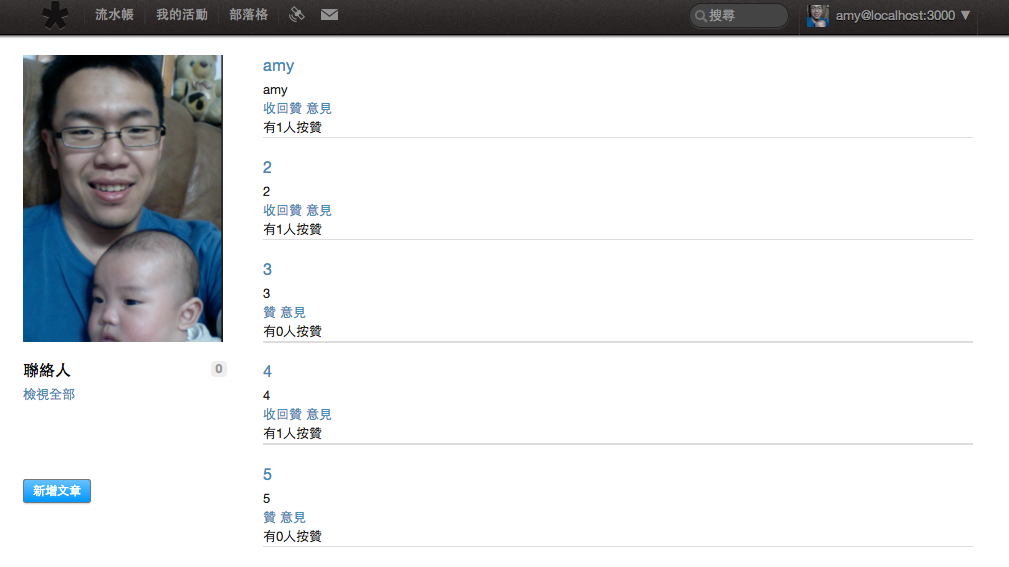 流水帳 我的活動 部落格 搜尋 amy@localhost:3000 ▼
amy
amy
收回贊 意見
有1人按贊
2
2
收回贊 意見
有1人按贊
3
3
贊 意見
有0人按贊
聯絡人 0
檢視全部
4
4
收回贊 意見
有1人按贊
新增文章
5
5
贊 意見
有0人按贊